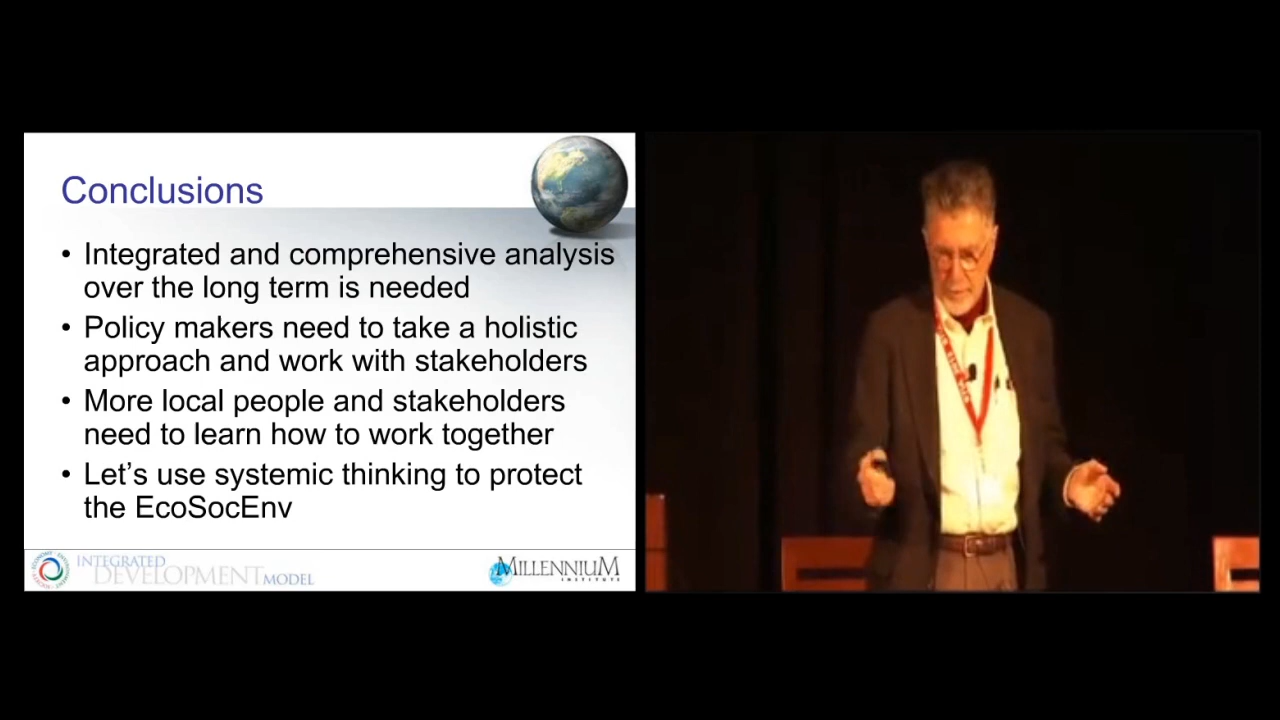 Conclusions
• Integrated and comprehensive analysis
over the long term is needed
• Policy makers need to take a holistic
approach and work with stakeholders
• More local people and stakeholders
need to learn how to work together
• Let’s use systemic thinking to protect
the EcoSocEnv
INTEGRATED
DEVELOPMENT MODEL
MILLENNIUM
INSTITUTE